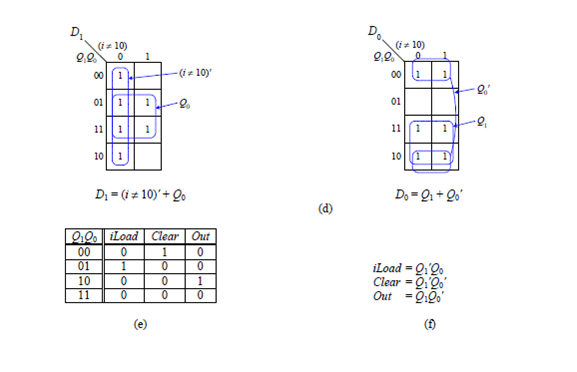 D₁ (i ≠ 10)
Q₁Q₀ 0 1
00 1 (i ≠ 10)′
01 1 1 Q₀
11 1 1
10 1
D₁ = (i ≠ 10)′ + Q₀
D₀ (i ≠ 10)
Q₁Q₀ 0 1
00 1 1 Q₀′
01
11 1 1 Q₁
10 1 1
D₀ = Q₁ + Q₀′
(d)
Q₁Q₀ iLoad Clear Out
00 0 1 0
01 1 0 0
10 0 0 1
11 0 0 0
(e)
iLoad = Q₁′Q₀
Clear = Q₁′Q₀′
Out = Q₁Q₀′
(f)